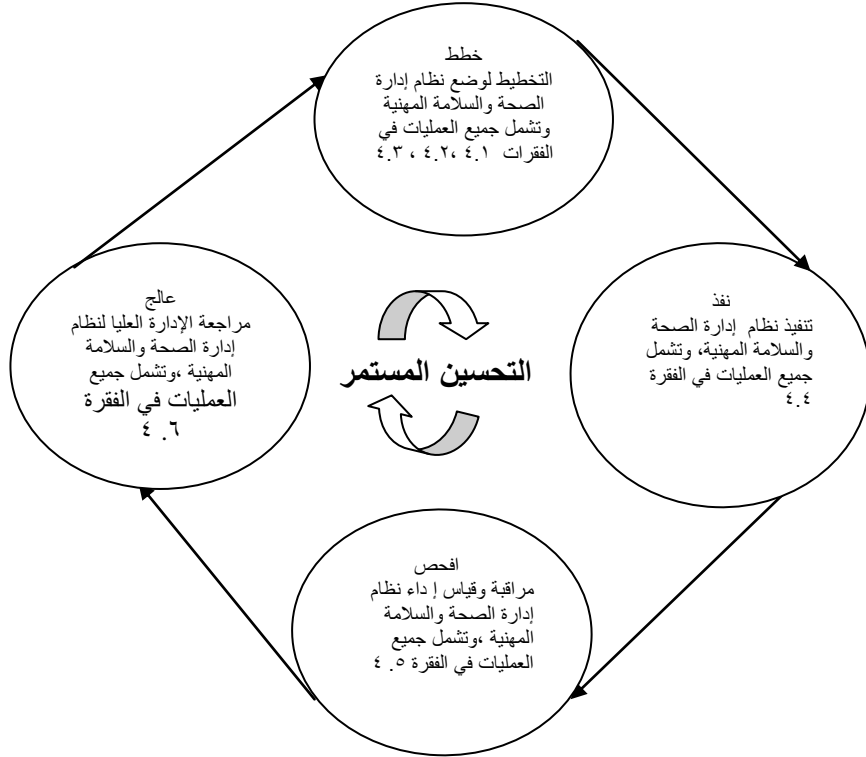 خطط
التخطيط لوضع نظام إدارة
الصحة والسلامة المهنية
وتشمل جميع العمليات في
الفقرات ٤.١ ،٤.٢ ، ٤.٣
نفذ
تنفيذ نظام إدارة الصحة
والسلامة المهنية، وتشمل
جميع العمليات في الفقرة
٤.٤
عالج
مراجعة الإدارة العليا لنظام
إدارة الصحة والسلامة
المهنية ،وتشمل جميع
العمليات في الفقرة
٤ .٦
التحسين المستمر
افحص
مراقبة وقياس إ داء نظام
إدارة الصحة والسلامة
المهنية ،وتشمل جميع
العمليات في الفقرة ٤ .٥